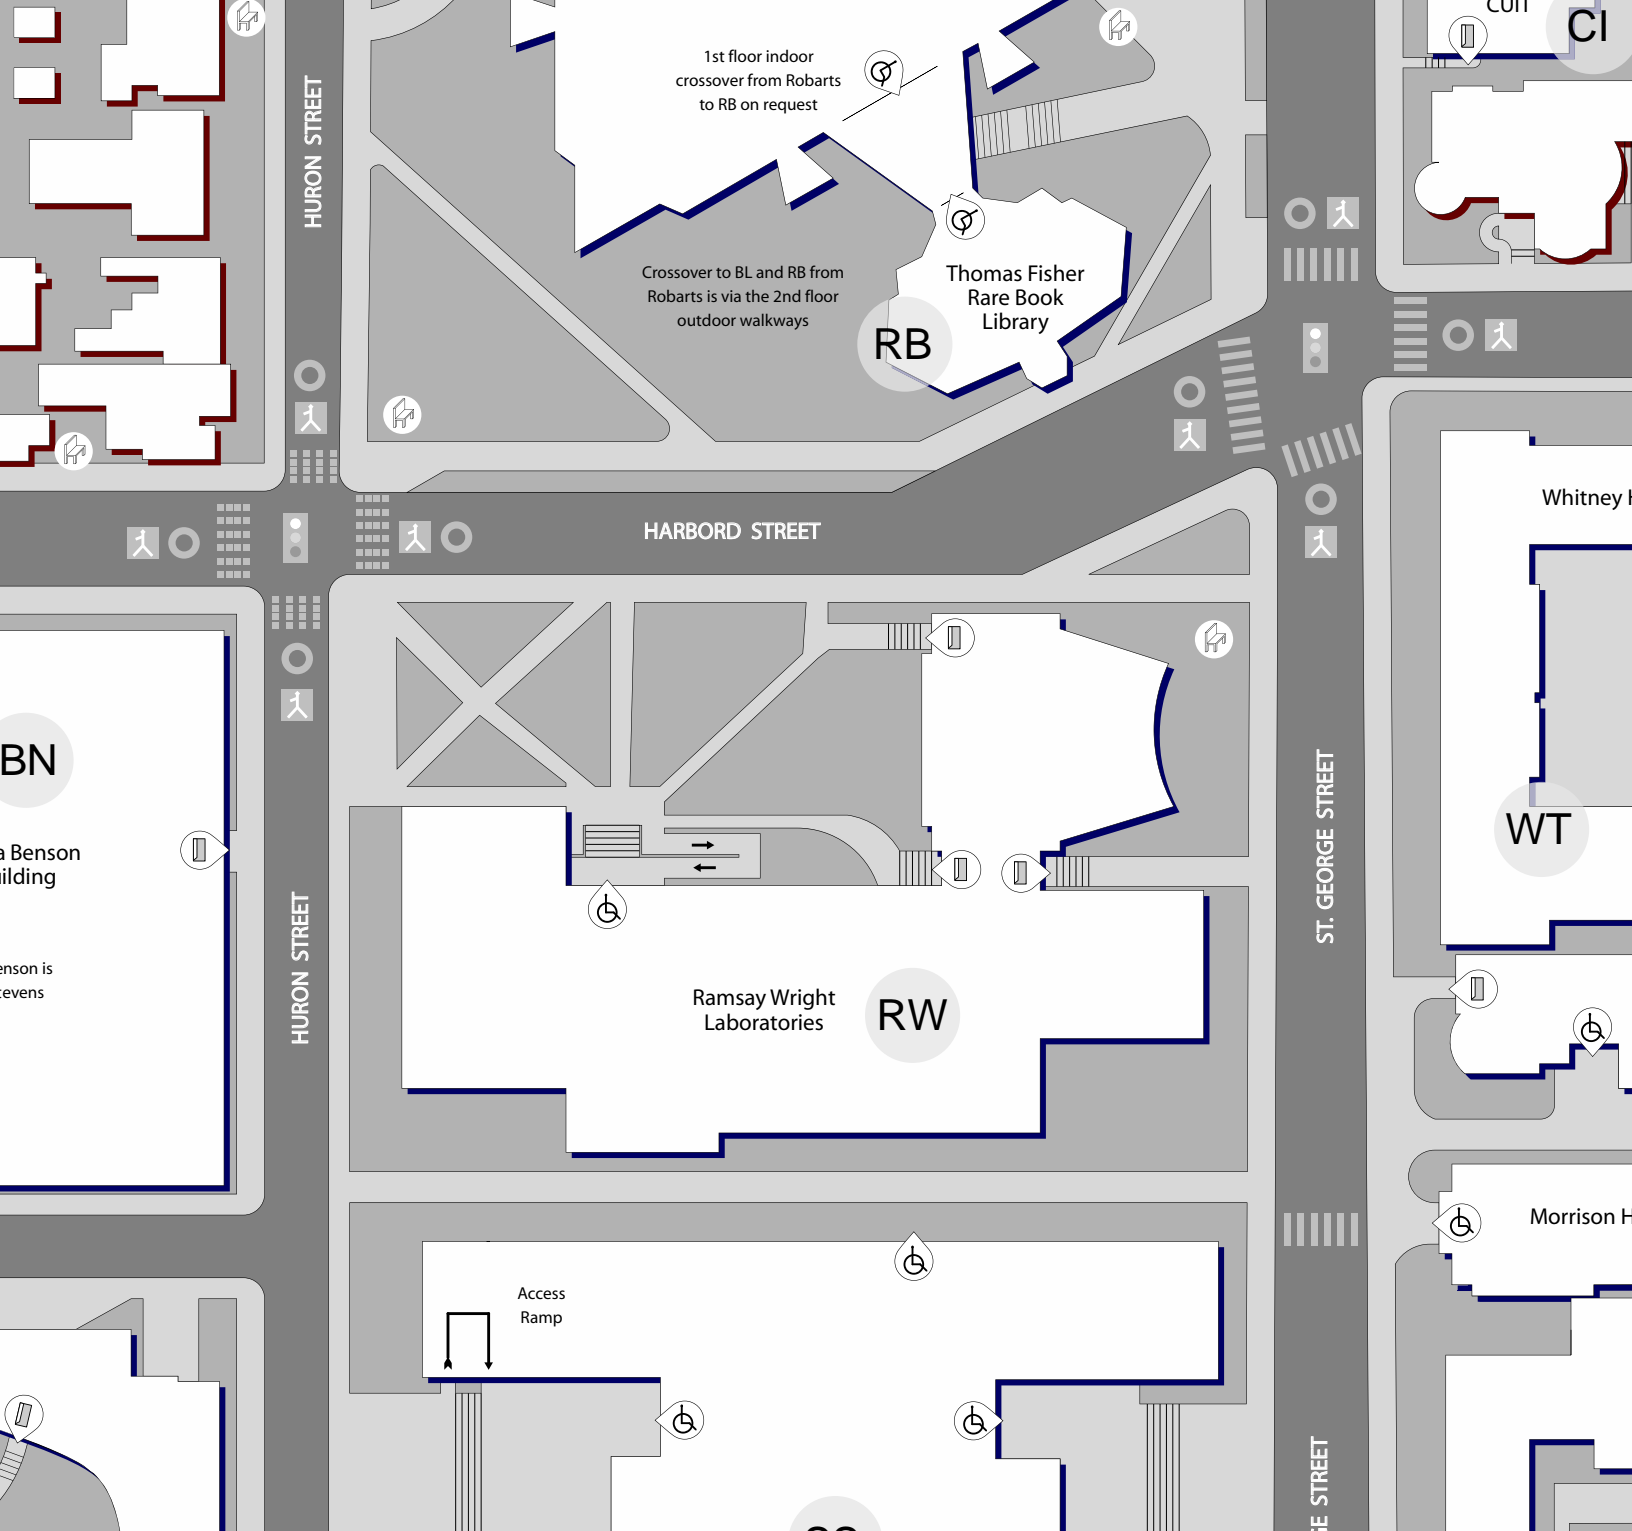 CI
1st floor indoor
crossover from Robarts
to RB on request
HURON STREET
Crossover to BL and RB from
Robarts is via the 2nd floor
outdoor walkways
Thomas Fisher
Rare Book
Library
RB
Whitney H
HARBORD STREET
BN
a Benson
ilding
enson is
tevens
WT
ST. GEORGE STREET
HURON STREET
Ramsay Wright
Laboratories
RW
Morrison H
Access
Ramp
GE STREET